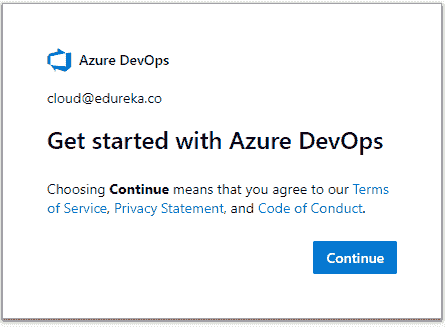 Azure DevOps
cloud@edureka.co
Get started with Azure DevOps
Choosing Continue means that you agree to our Terms
of Service, Privacy Statement, and Code of Conduct.
Continue